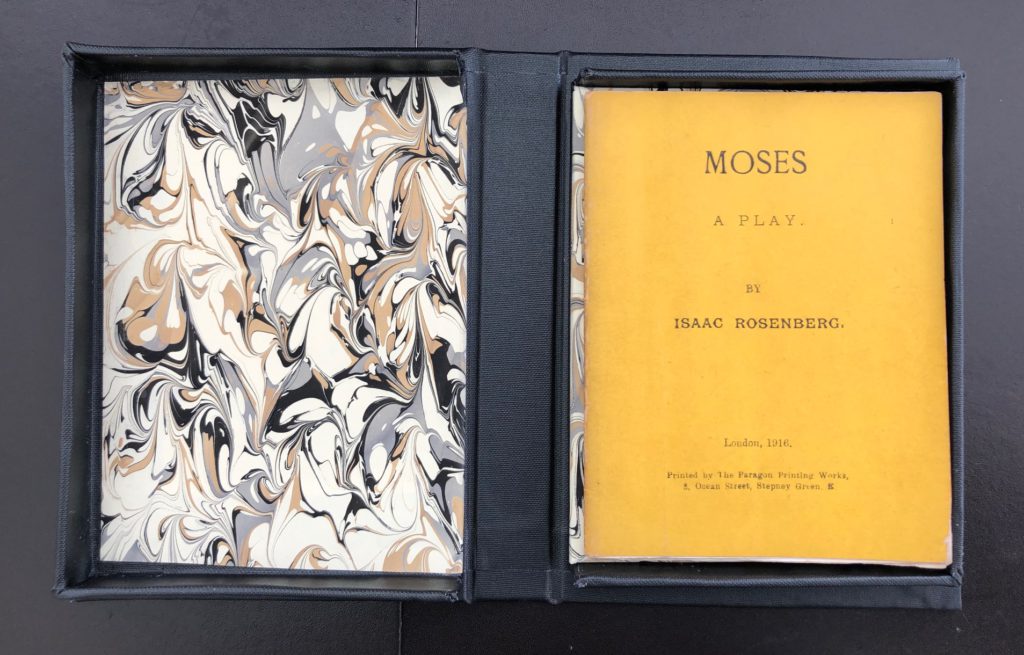 MOSES
A PLAY.
BY
ISAAC ROSENBERG.
London, 1916.
Printed by The Paragon Printing Works,
8, Ocean Street, Stepney Green, E